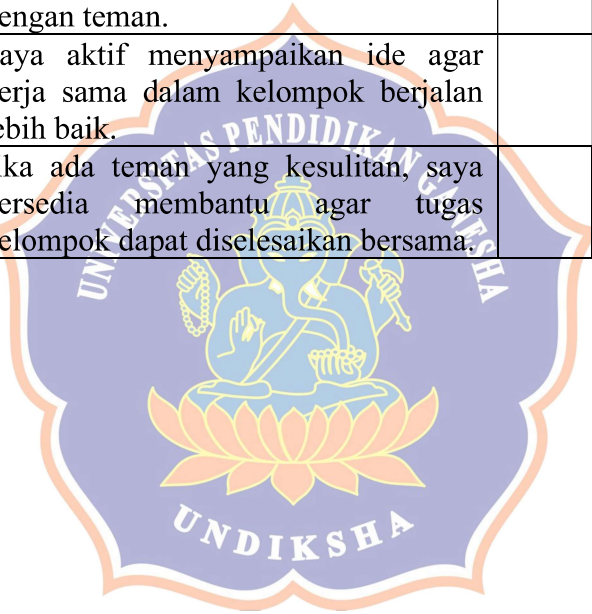 engan teman.
aya aktif menyampaikan ide agar
erja sama dalam kelompok berjalan
ebih baik.
ika ada teman yang kesulitan, saya
ersedia membantu agar tugas
elompok dapat diselesaikan bersama.
UNIVERSITAS PENDIDIKAN GANESHA
UNDIKSHA